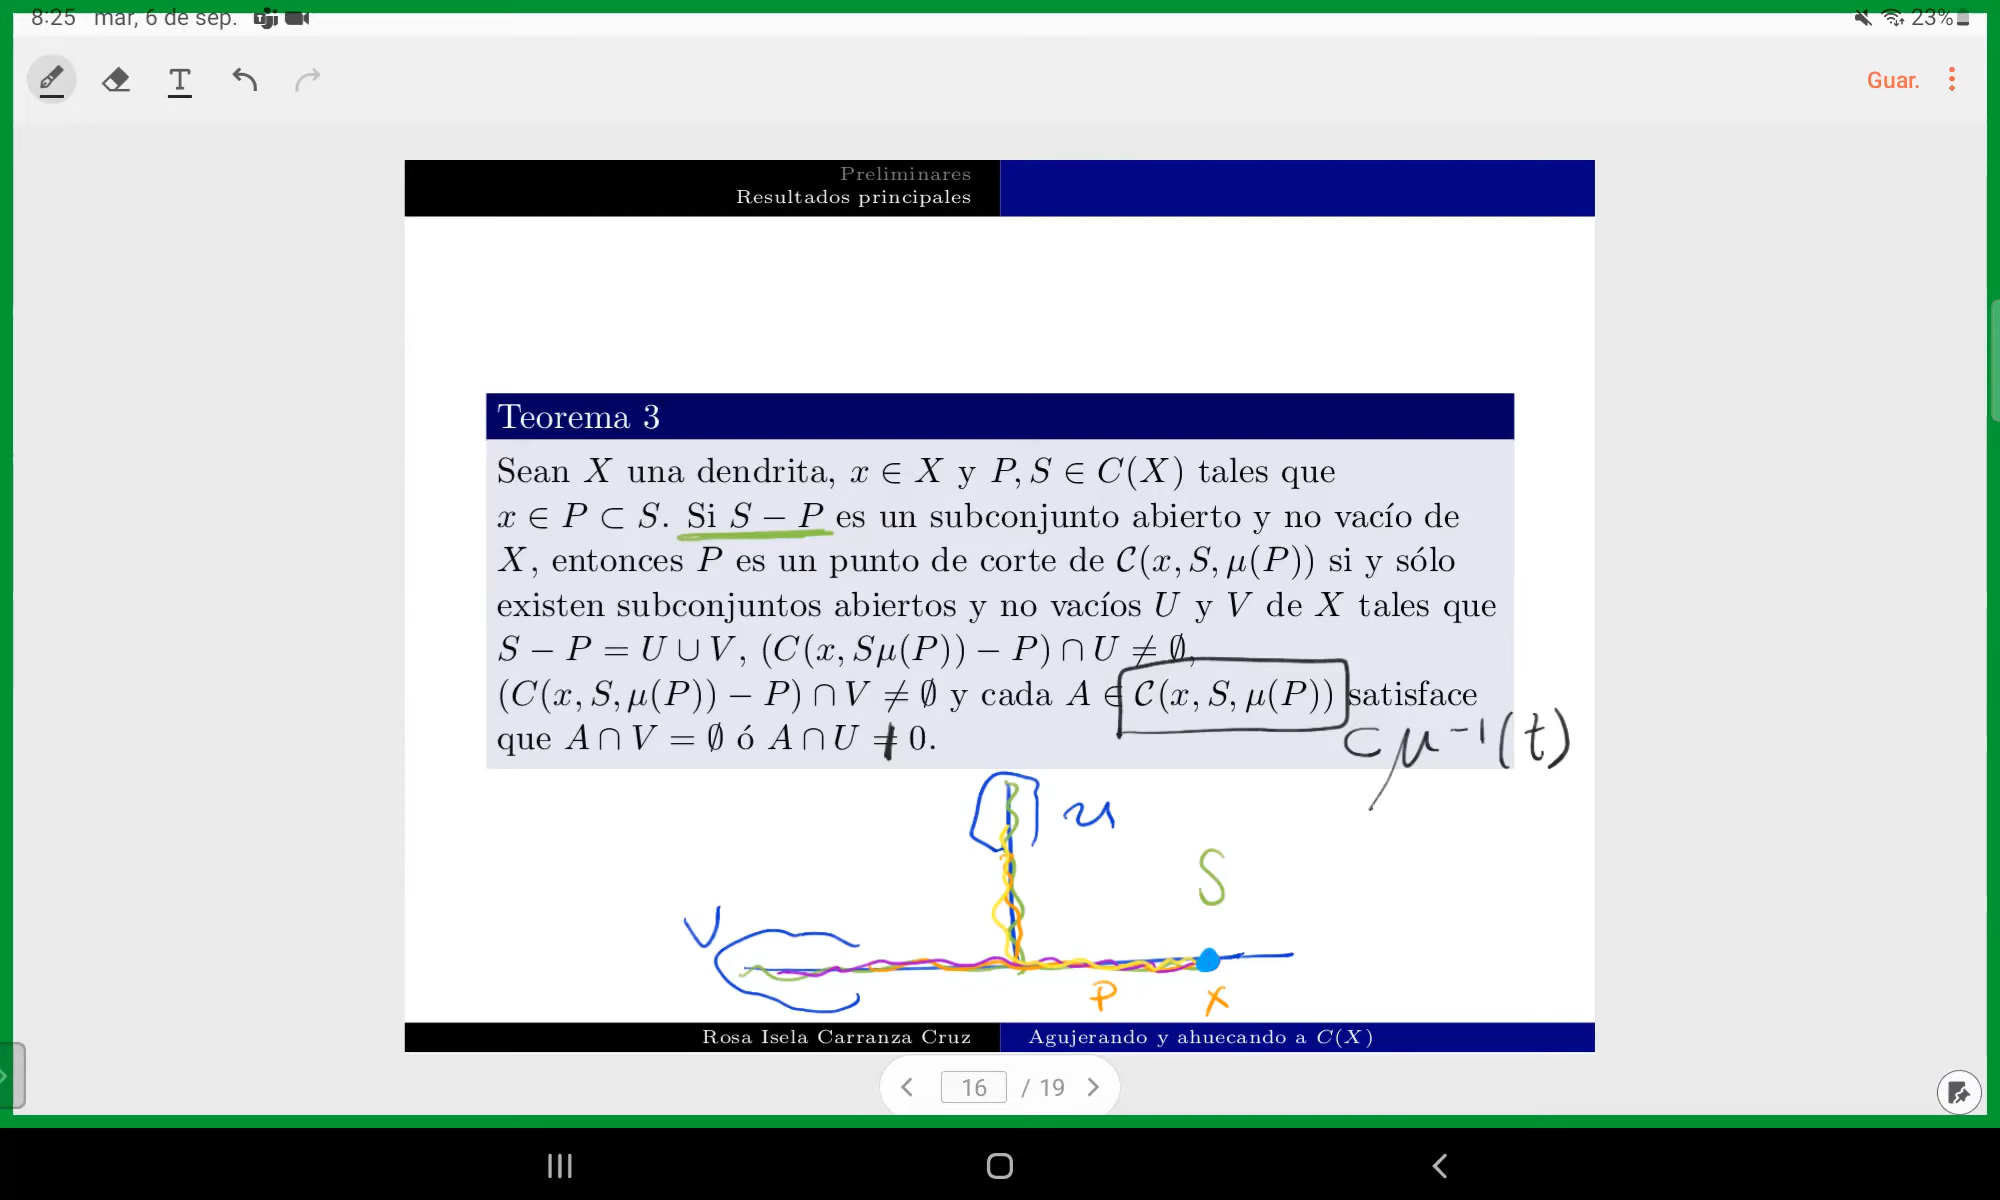 8:25 mar, 6 de sep. 23%
Guar.
Preliminares
Resultados principales
Teorema 3
Sean X una dendrita, x ∈ X y P, S ∈ C(X) tales que
x ∈ P ⊂ S. Si S − P es un subconjunto abierto y no vacío de
X, entonces P es un punto de corte de 𝒞(x, S, μ(P)) si y sólo
existen subconjuntos abiertos y no vacíos U y V de X tales que
S − P = U ∪ V, (C(x, Sμ(P)) − P) ∩ U ≠ ∅,
(C(x, S, μ(P)) − P) ∩ V ≠ ∅ y cada A ∈ 𝒞(x, S, μ(P)) satisface
que A ∩ V = ∅ ó A ∩ U ≠ 0.
⊂ μ⁻¹(t)
U
S
V
P
X
Rosa Isela Carranza Cruz Agujerando y ahuecando a C(X)
16 / 19